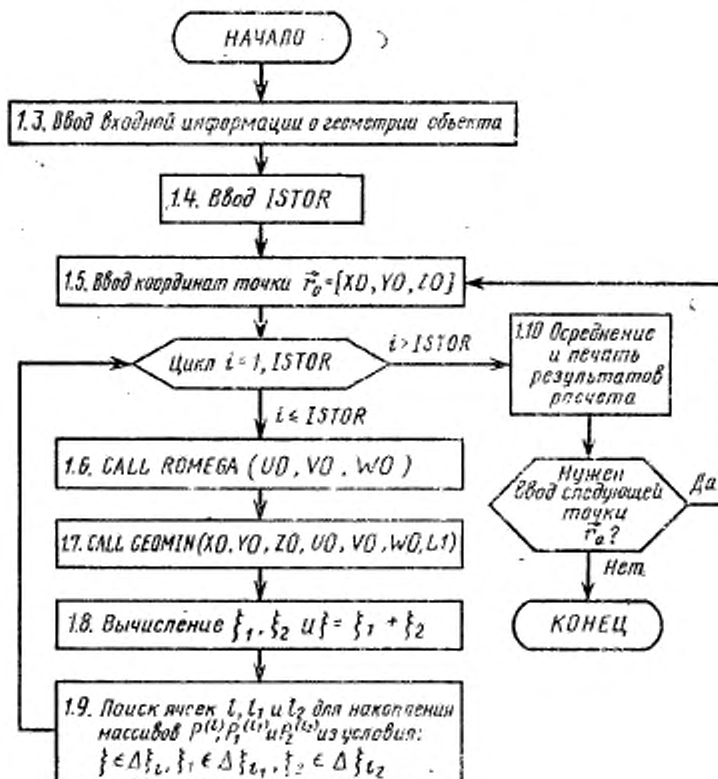 НАЧАЛО
1.3. Ввод входной информации о геометрии объекта
1.4. Ввод ISTOR
1.5. Ввод координат точки r⃗₀=[X0, Y0, Z0]
Цикл i = 1, ISTOR
i > ISTOR
i ≤ ISTOR
1.6. CALL ROMEGA (U0, V0, W0)
1.7. CALL GEOMIN(X0, Y0, Z0, U0, V0, W0, L1)
1.8. Вычисление ξ₁, ξ₂ и ξ = ξ₁ + ξ₂
1.9. Поиск ячеек l, l₁ и l₂ для накопления
массивов P⁽ˡ⁾, P₁⁽ˡ¹⁾ и P₂⁽ˡ²⁾ из условия:
ξ ∈ Δξ_l, ξ₁ ∈ Δξ_l₁, ξ₂ ∈ Δξ_l₂
1.10 Осреднение
и печать
результатов
расчета
Нужен
ввод следующей
точки
r⃗₀?
Да
Нет
КОНЕЦ